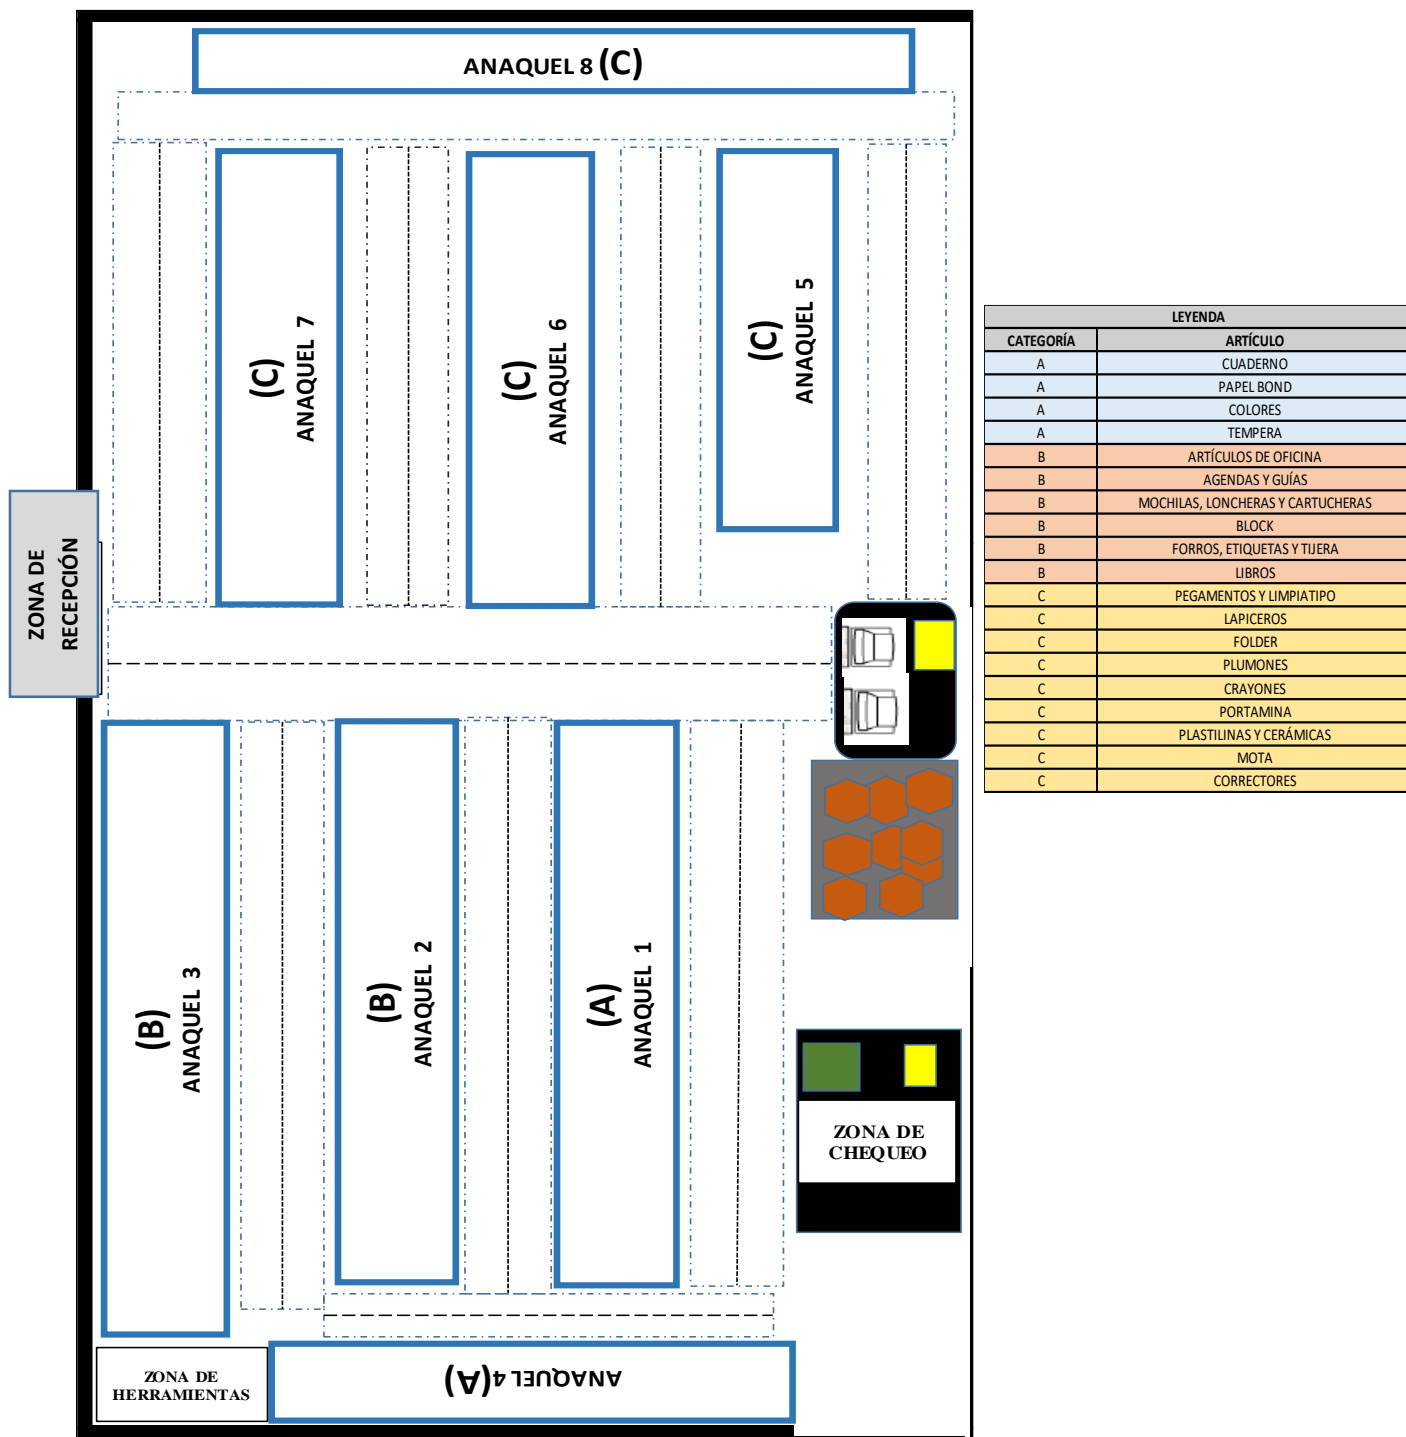 ANAQUEL 8 (C)
(C)
ANAQUEL 7
(C)
ANAQUEL 6
(C)
ANAQUEL 5
ZONA DE
RECEPCIÓN
(B)
ANAQUEL 3
(B)
ANAQUEL 2
(A)
ANAQUEL 1
ZONA DE
CHEQUEO
ZONA DE
HERRAMIENTAS
ANAQUEL 4 (A)
LEYENDA
CATEGORÍA ARTÍCULO
A CUADERNO
A PAPEL BOND
A COLORES
A TEMPERA
B ARTÍCULOS DE OFICINA
B AGENDAS Y GUÍAS
B MOCHILAS, LONCHERAS Y CARTUCHERAS
B BLOCK
B FORROS, ETIQUETAS Y TIJERA
B LIBROS
C PEGAMENTOS Y LIMPIATIPO
C LAPICEROS
C FOLDER
C PLUMONES
C CRAYONES
C PORTAMINA
C PLASTILINAS Y CERÁMICAS
C MOTA
C CORRECTORES